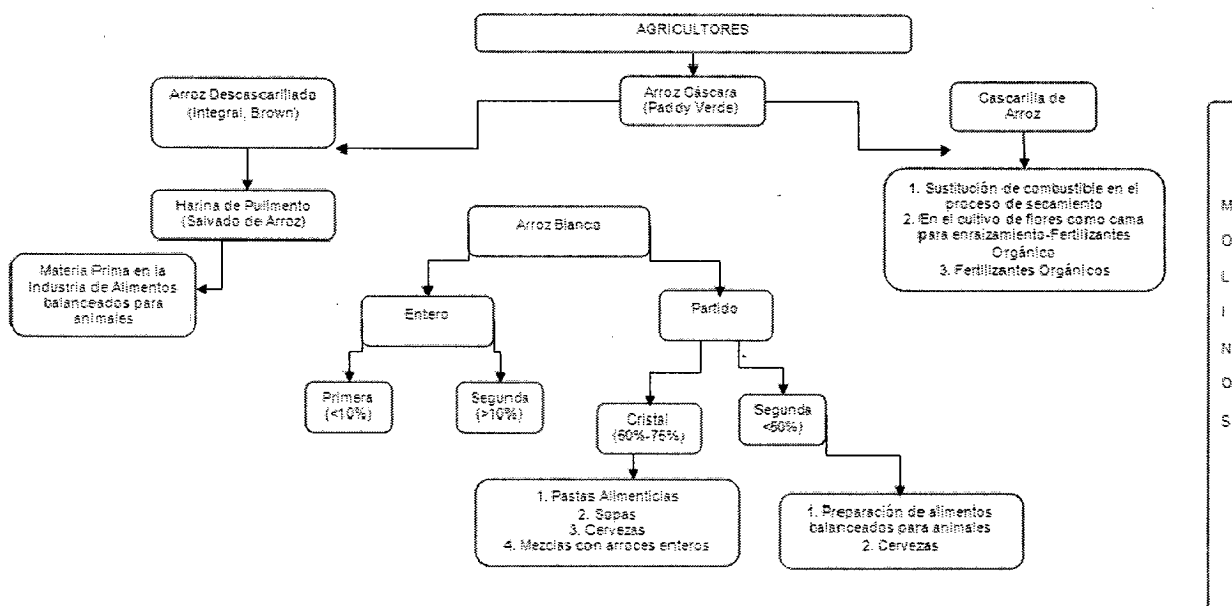 AGRICULTORES
Arroz Cáscara
(Paddy Verde)
Arroz Descascarillado
(Integral, Brown)
Cascarilla de
Arroz
Harina de Pulimento
(Salvado de Arroz)
1. Sustitución de combustible en el
proceso de secamiento
2. En el cultivo de flores como cama
para enraizamiento-Fertilizantes
Orgánico
3. Fertilizantes Orgánicos
Arroz Blanco
Materia Prima en la
Industria de Alimentos
balanceados para
animales
Entero
Partido
Primera
(<10%)
Segunda
(>10%)
Cristal
(50%-75%)
Segunda
<50%)
1. Pastas Alimenticias
2. Sopas
3. Cervezas
4. Mezclas con arroces enteros
1. Preparación de alimentos
balanceados para animales
2. Cervezas
M
O
L
I
N
O
S